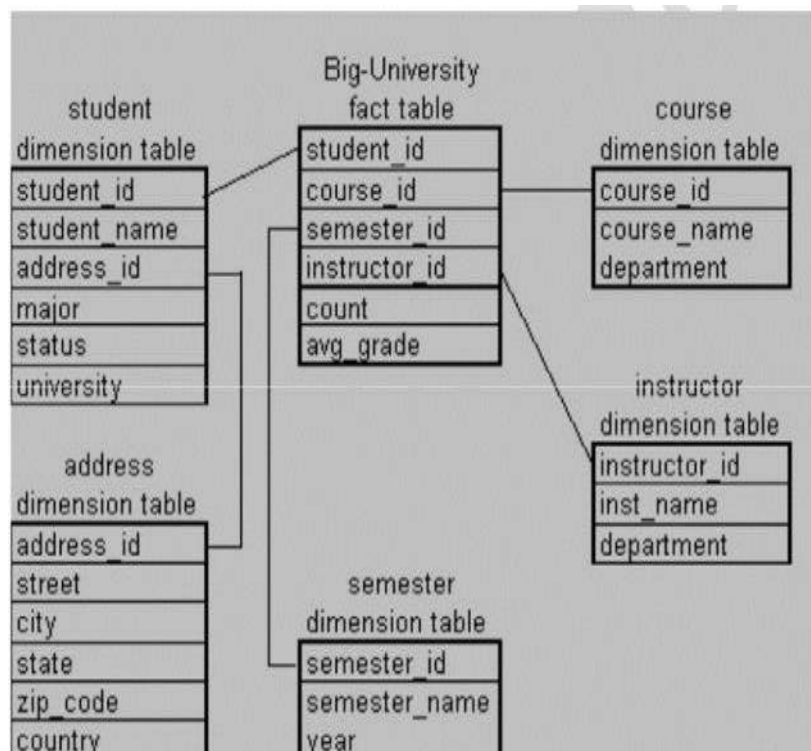 student
dimension table
student_id
student_name
address_id
major
status
university
address
dimension table
address_id
street
city
state
zip_code
country
Big-University
fact table
student_id
course_id
semester_id
instructor_id
count
avg_grade
semester
dimension table
semester_id
semester_name
year
course
dimension table
course_id
course_name
department
instructor
dimension table
instructor_id
inst_name
department